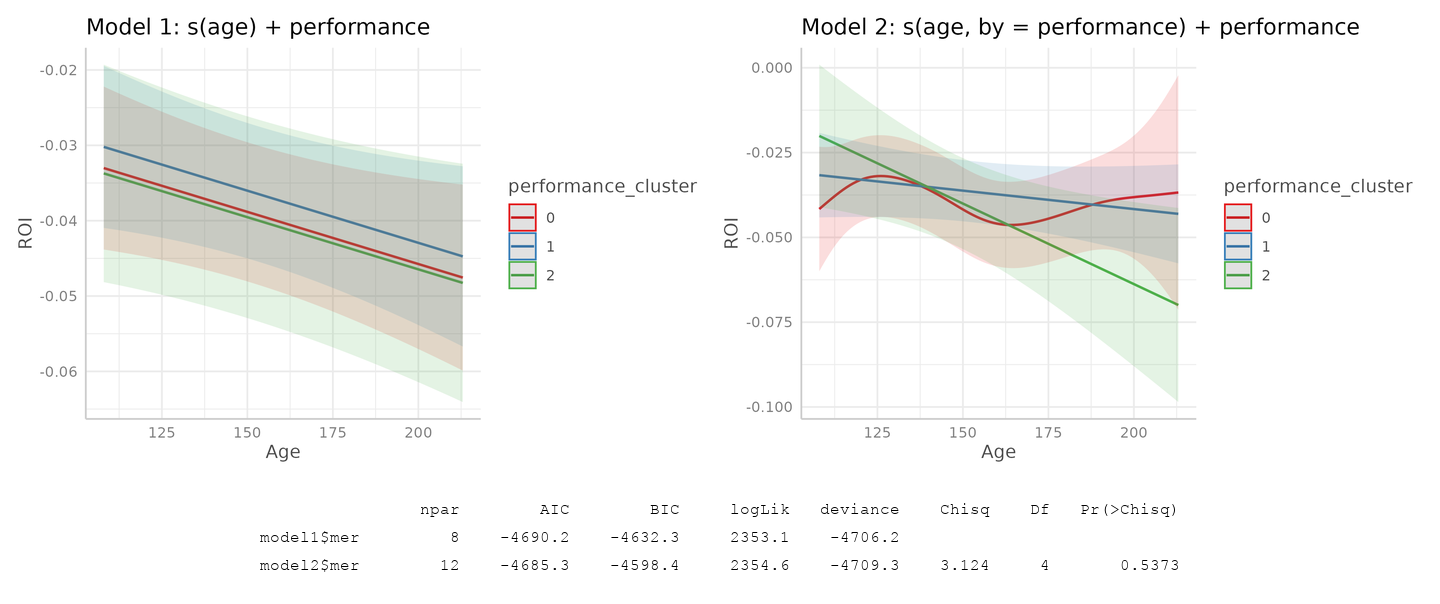 Model 1: s(age) + performance
-0.02
-0.03
-0.04
-0.05
-0.06
ROI
125 150 175 200
Age
performance_cluster
0
1
2
Model 2: s(age, by = performance) + performance
0.000
-0.025
-0.050
-0.075
-0.100
ROI
125 150 175 200
Age
performance_cluster
0
1
2
npar AIC BIC logLik deviance Chisq Df Pr(>Chisq)
model1$mer 8 -4690.2 -4632.3 2353.1 -4706.2
model2$mer 12 -4685.3 -4598.4 2354.6 -4709.3 3.124 4 0.5373